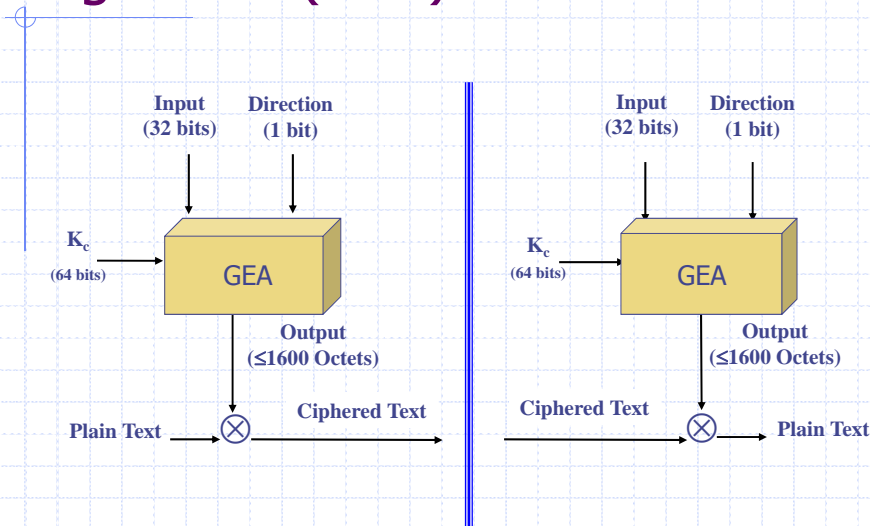 Input
(32 bits)
Direction
(1 bit)
Kc
(64 bits)
GEA
Output
(≤1600 Octets)
Plain Text
Ciphered Text
Input
(32 bits)
Direction
(1 bit)
Kc
(64 bits)
GEA
Output
(≤1600 Octets)
Ciphered Text
Plain Text